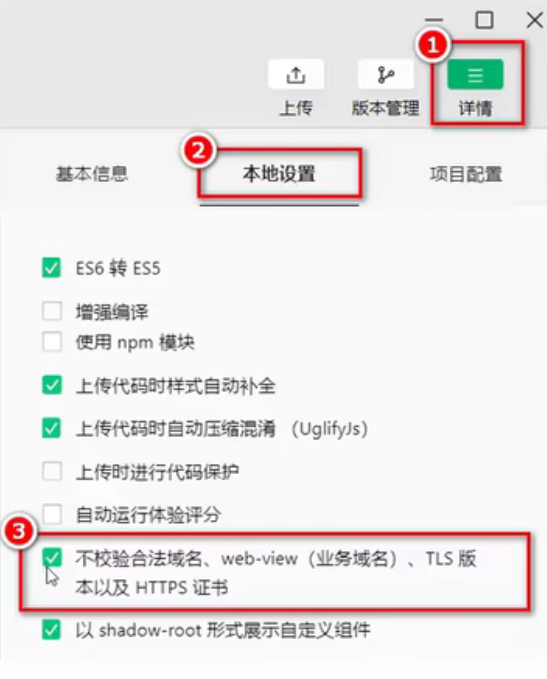 1
上传
版本管理
详情
2
基本信息
本地设置
项目配置
ES6 转 ES5
增强编译
使用 npm 模块
上传代码时样式自动补全
上传代码时自动压缩混淆 （UglifyJs）
上传时进行代码保护
自动运行体验评分
3
不校验合法域名、web-view（业务域名）、TLS 版
本以及 HTTPS 证书
以 shadow-root 形式展示自定义组件